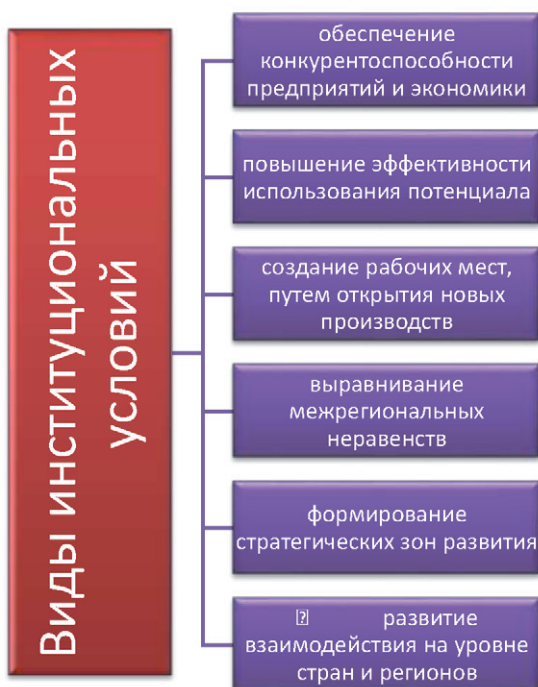 Виды институциональных
условий
обеспечение
конкурентоспособности
предприятий и экономики
повышение эффективности
использования потенциала
создание рабочих мест,
путем открытия новых
производств
выравнивание
межрегиональных
неравенств
формирование
стратегических зон развития
⍰ развитие
взаимодействия на уровне
стран и регионов